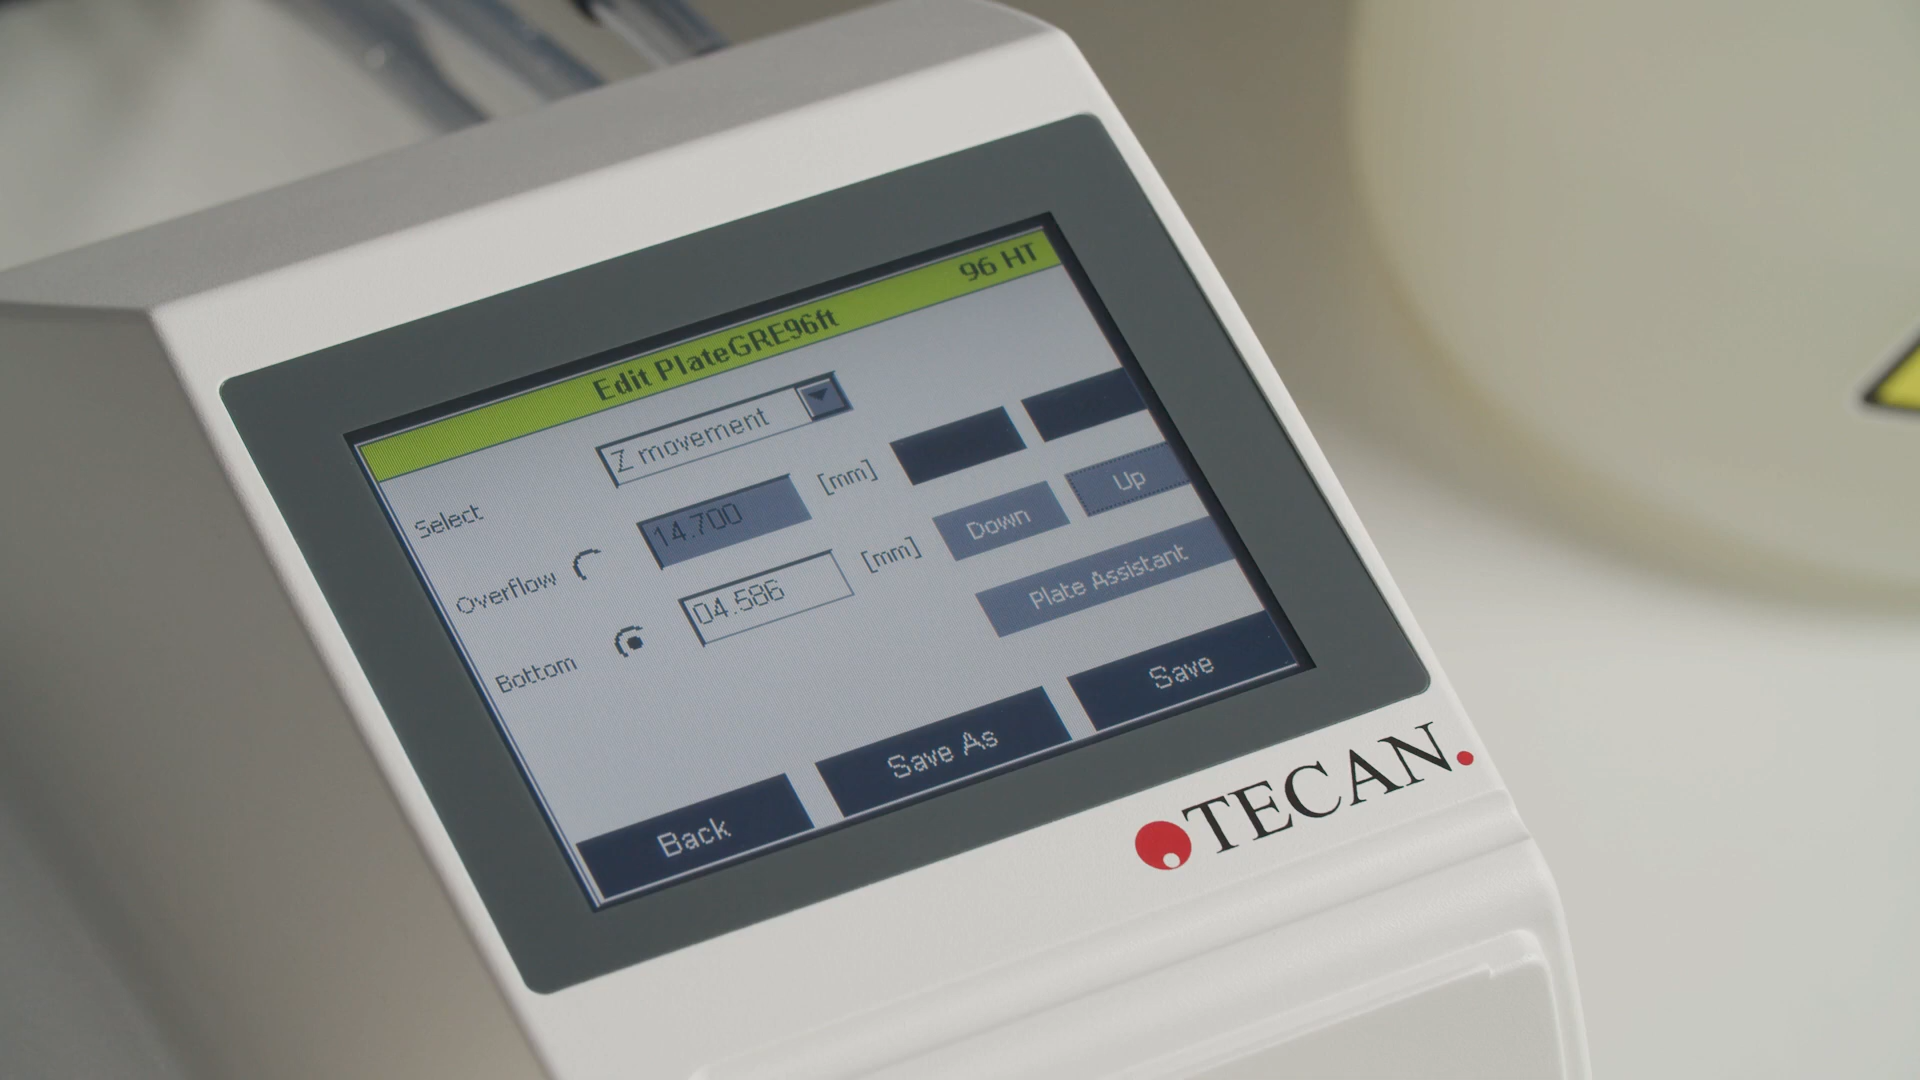 Edit PlateGRE96ft 96 HT
Select Z movement
Overflow 14.700 [mm]
Bottom 04.586 [mm] Down Up
Plate Assistant
Back Save As Save
TECAN.